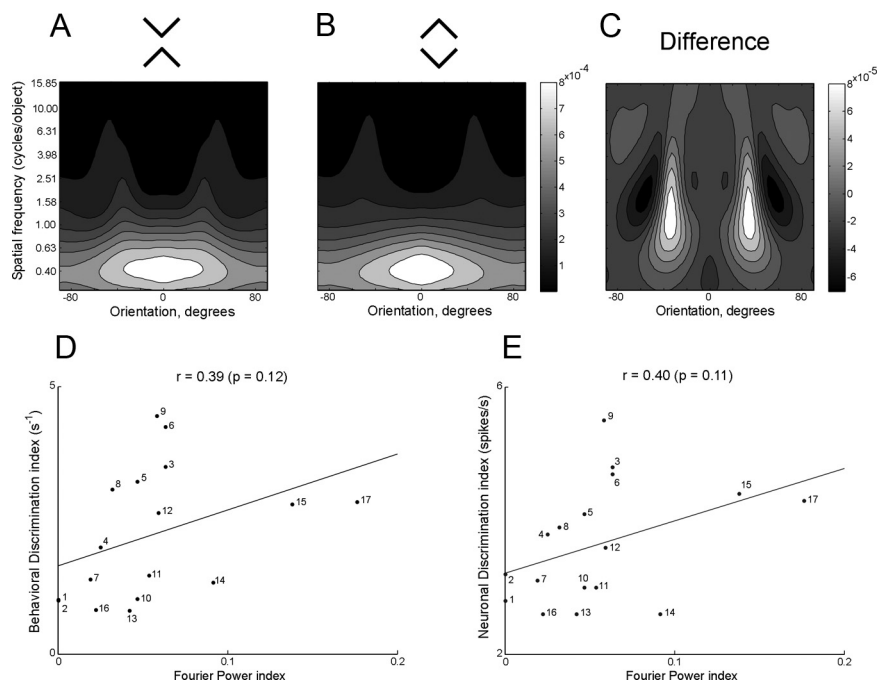 A
B
C
Difference
Spatial frequency (cycles/object)
15.85
10.00
6.31
3.98
2.51
1.58
1.00
0.63
0.40
-80 0 80
Orientation, degrees
-80 0 80
Orientation, degrees
8x10-4
7
6
5
4
3
2
1
-80 0 80
Orientation, degrees
8x10-5
6
4
2
0
-2
-4
-6
D
r = 0.39 (p = 0.12)
Behavioral Discrimination index (s-1)
5
0
9
6
3
5
8
12
15
17
4
7
11
14
1
2
16
10
13
0 0.1 0.2
Fourier Power index
E
r = 0.40 (p = 0.11)
Neuronal Discrimination index (spikes/s)
6
2
9
3
6
15
17
5
8
4
12
2
7
10
11
1
16
13
14
0 0.1 0.2
Fourier Power index